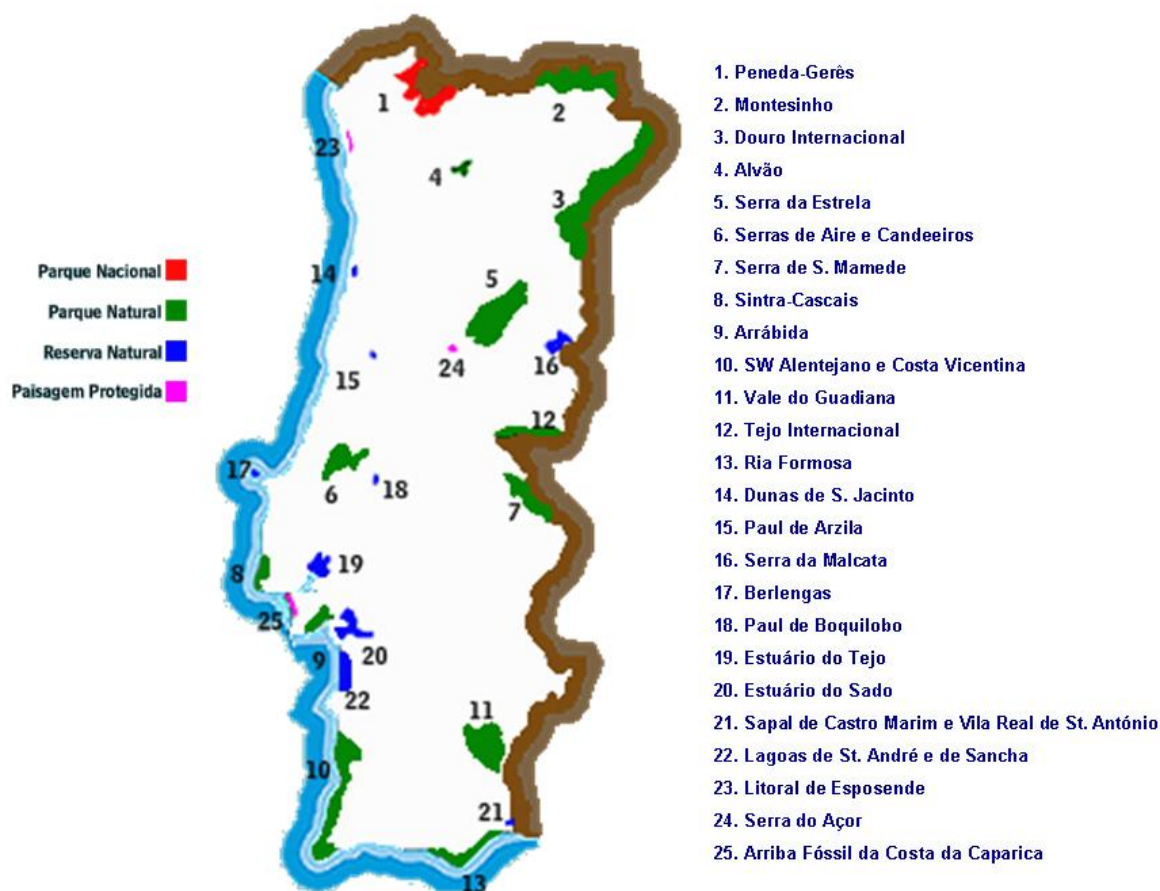 1
2
23
4
3
14
5
15
24
16
12
17
6
18
7
8
19
25
9
20
22
11
10
21
13
Parque Nacional
Parque Natural
Reserva Natural
Paisagem Protegida
1. Peneda-Gerês
2. Montesinho
3. Douro Internacional
4. Alvão
5. Serra da Estrela
6. Serras de Aire e Candeeiros
7. Serra de S. Mamede
8. Sintra-Cascais
9. Arrábida
10. SW Alentejano e Costa Vicentina
11. Vale do Guadiana
12. Tejo Internacional
13. Ria Formosa
14. Dunas de S. Jacinto
15. Paul de Arzila
16. Serra da Malcata
17. Berlengas
18. Paul de Boquilobo
19. Estuário do Tejo
20. Estuário do Sado
21. Sapal de Castro Marim e Vila Real de St. António
22. Lagoas de St. André e de Sancha
23. Litoral de Esposende
24. Serra do Açor
25. Arriba Fóssil da Costa da Caparica